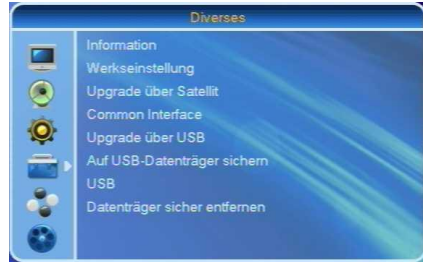 Diverses
Information
Werkseinstellung
Upgrade über Satellit
Common Interface
Upgrade über USB
Auf USB-Datenträger sichern
USB
Datenträger sicher entfernen